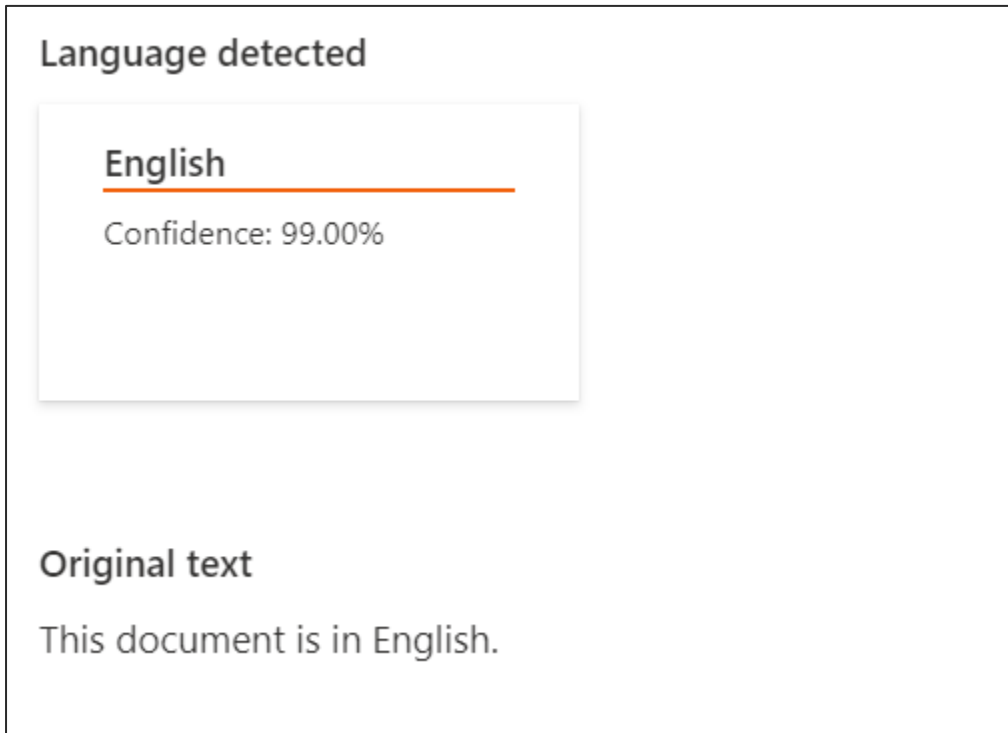 Language detected
English
Confidence: 99.00%
Original text
This document is in English.